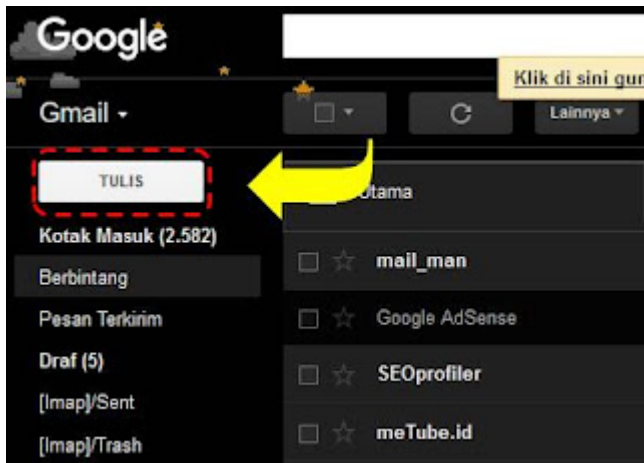 Google
Klik di sini
Gmail
Lainnya
TULIS
Utama
Kotak Masuk (2.582)
mail_man
Berbintang
Pesan Terkirim
Google AdSense
Draf (5)
SEOprofiler
[Imap]/Sent
meTube.id
[Imap]/Trash